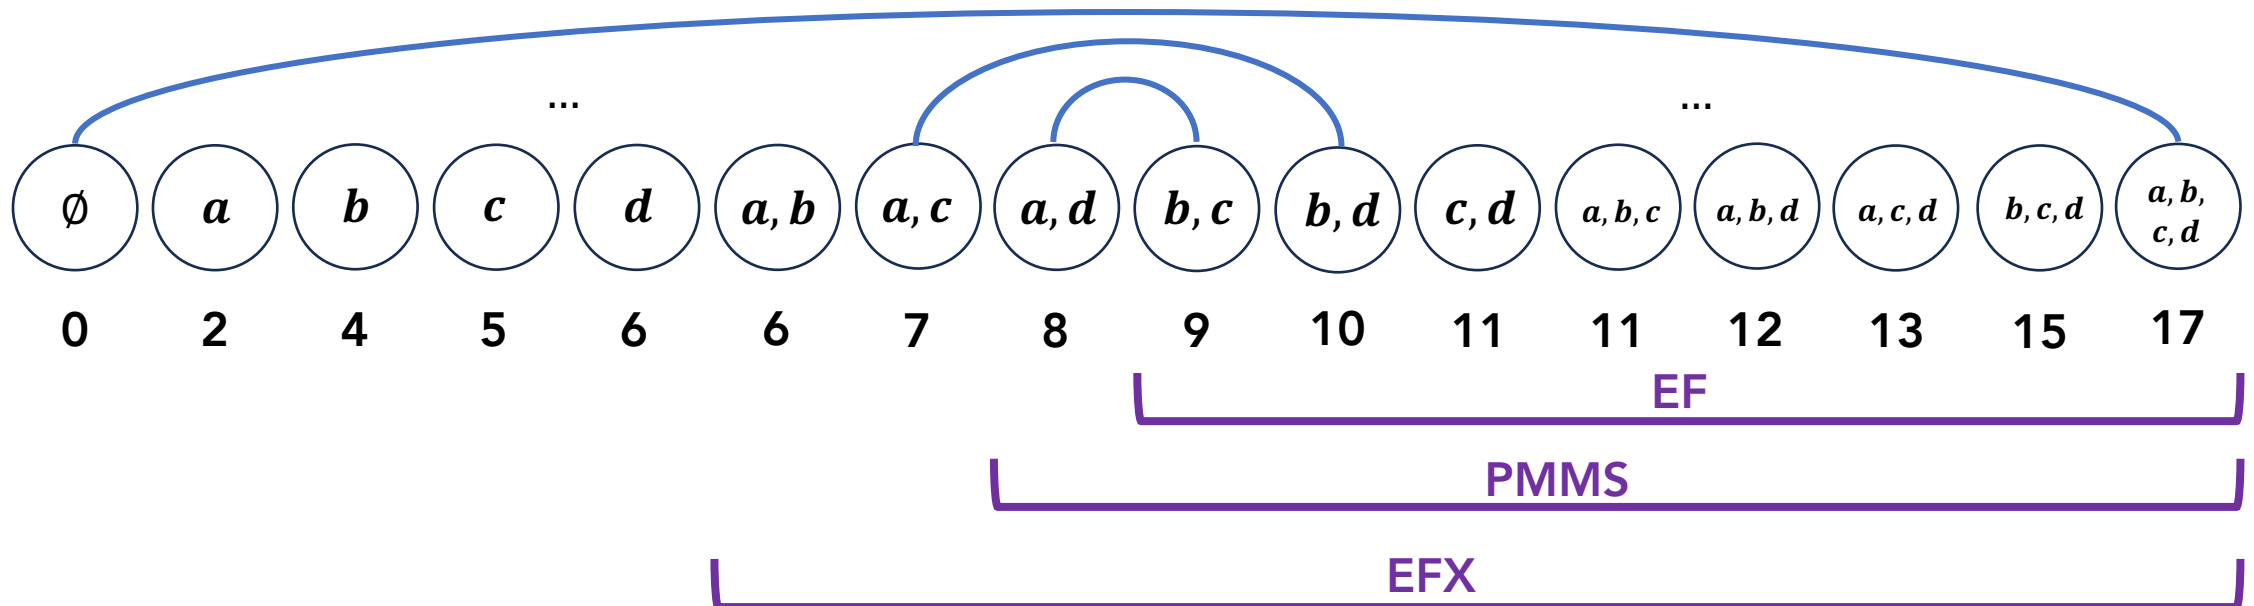 ... ...
∅ a b c d a, b a, c a, d b, c b, d c, d a, b, c a, b, d a, c, d b, c, d a, b,
c, d
0 2 4 5 6 6 7 8 9 10 11 11 12 13 15 17
EF
PMMS
EFX